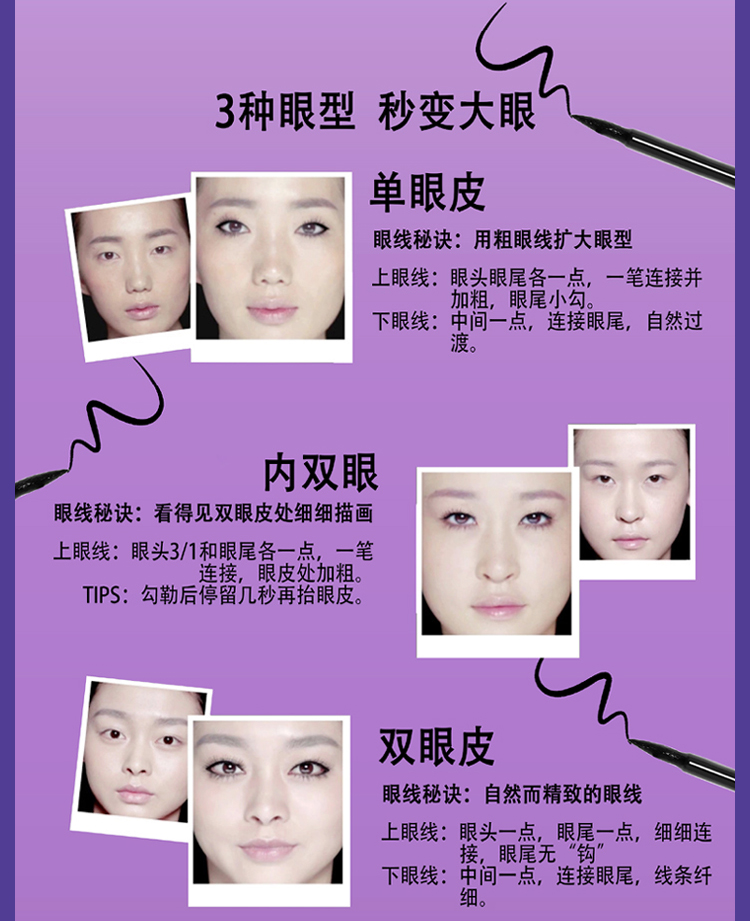 3种眼型 秒变大眼
单眼皮
眼线秘诀：用粗眼线扩大眼型
上眼线：眼头眼尾各一点，一笔连接并
加粗，眼尾小勾。
下眼线：中间一点，连接眼尾，自然过
渡。
内双眼
眼线秘诀：看得见双眼皮处细细描画
上眼线：眼头3/1和眼尾各一点，一笔
连接，眼皮处加粗。
TIPS：勾勒后停留几秒再抬眼皮。
双眼皮
眼线秘诀：自然而精致的眼线
上眼线：眼头一点，眼尾一点，细细连
接，眼尾无“钩”
下眼线：中间一点，连接眼尾，线条纤
细。